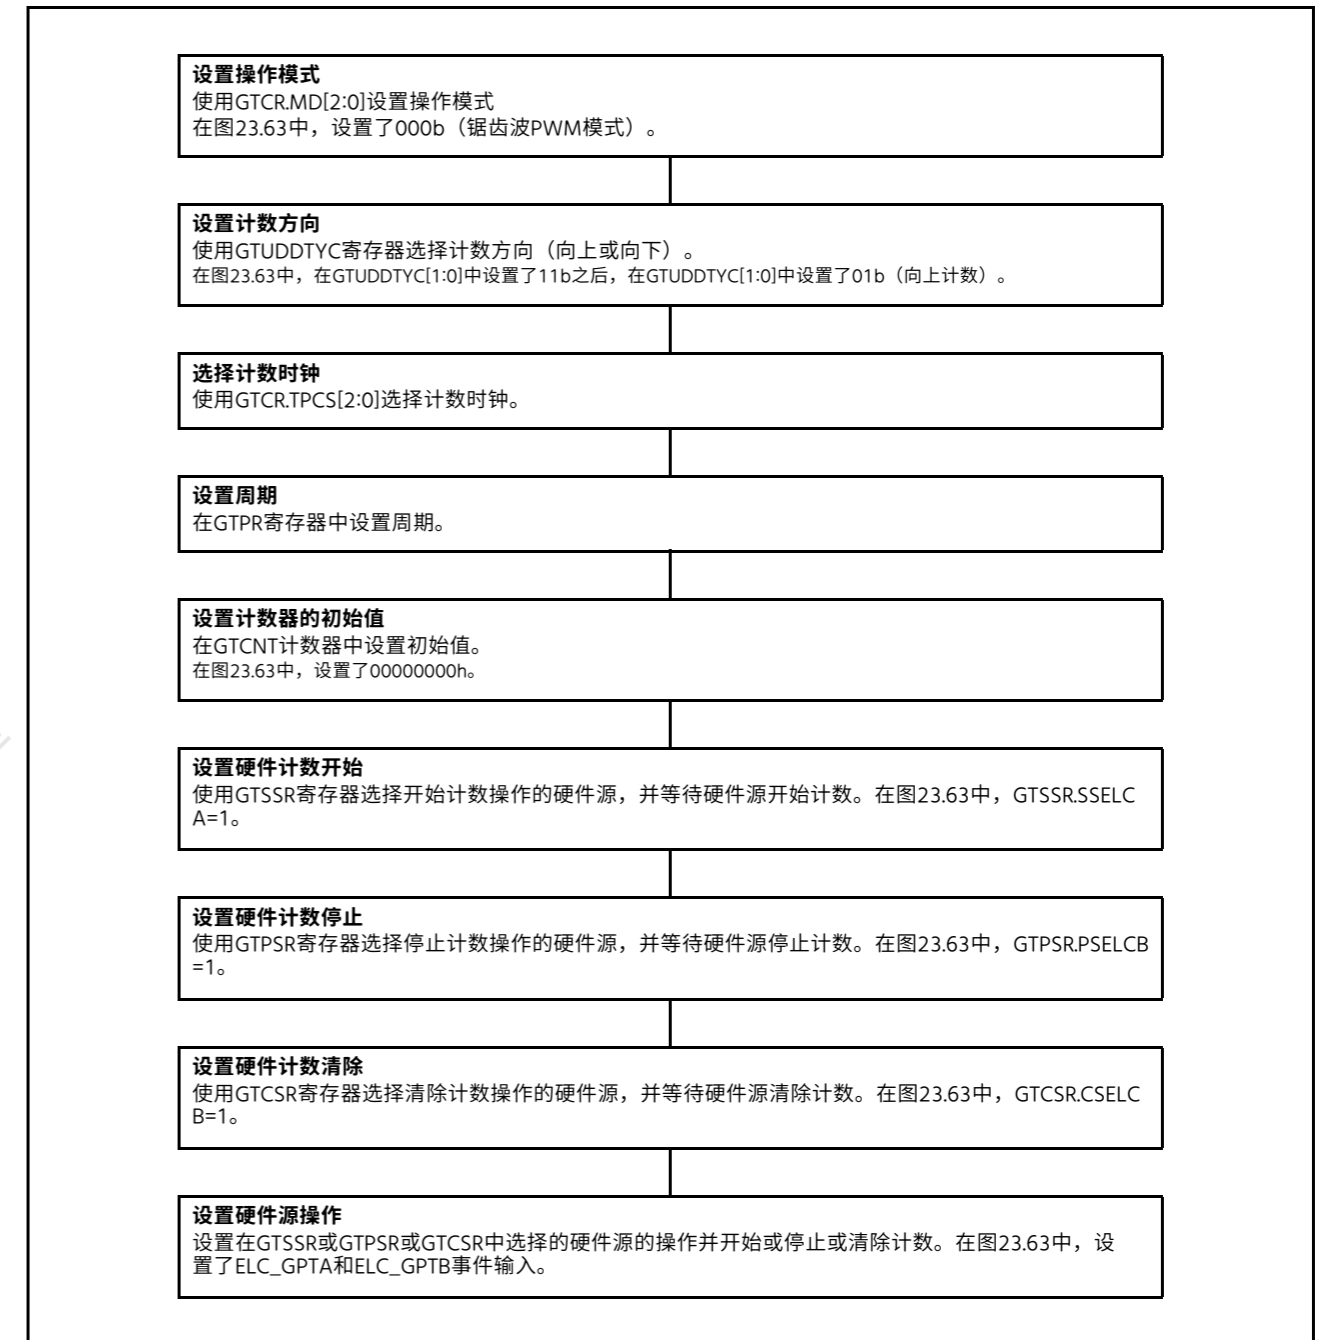 设置操作模式
使用GTCR.MD[2:0]设置操作模式
在图23.63中，设置了000b（锯齿波PWM模式）。
设置计数方向
使用GTUDDTYC寄存器选择计数方向（向上或向下）。
在图23.63中，在GTUDDTYC[1:0]中设置了11b之后，在GTUDDTYC[1:0]中设置了01b（向上计数）。
选择计数时钟
使用GTCR.TPCS[2:0]选择计数时钟。
设置周期
在GTPR寄存器中设置周期。
设置计数器的初始值
在GTCNT计数器中设置初始值。
在图23.63中，设置了00000000h。
设置硬件计数开始
使用GTSSR寄存器选择开始计数操作的硬件源，并等待硬件源开始计数。在图23.63中，GTSSR.SSELC
A=1。
设置硬件计数停止
使用GTPSR寄存器选择停止计数操作的硬件源，并等待硬件源停止计数。在图23.63中，GTPSR.PSELCB
=1。
设置硬件计数清除
使用GTCSR寄存器选择清除计数操作的硬件源，并等待硬件源清除计数。在图23.63中，GTCSR.CSELC
B=1。
设置硬件源操作
设置在GTSSR或GTPSR或GTCSR中选择的硬件源的操作并开始或停止或清除计数。在图23.63中，设
置了ELC_GPTA和ELC_GPTB事件输入。